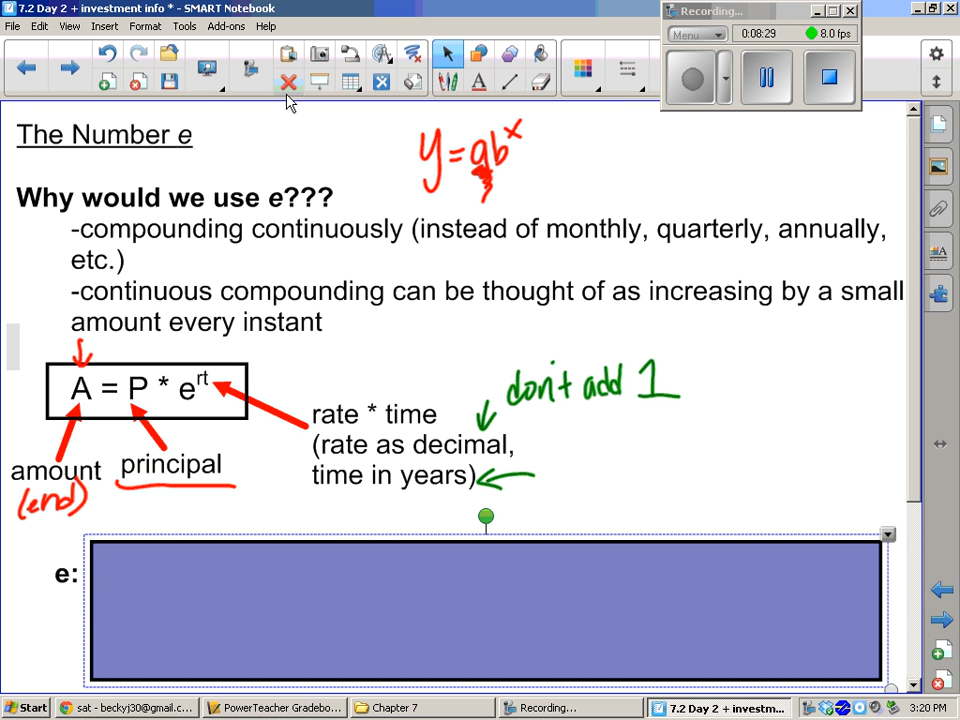 7.2 Day 2 + investment info * - SMART Notebook
Recording...
File Edit View Insert Format Tools Add-ons Help
Menu
0:08:29
8.0 fps
The Number e
y = ab^x
Why would we use e???
-compounding continuously (instead of monthly, quarterly, annually,
etc.)
-continuous compounding can be thought of as increasing by a small
amount every instant
A = P * e^rt
don't add 1
rate * time
(rate as decimal,
time in years)
amount
principal
(end)
e:
Start
sat - beckyj30@gmail.c...
PowerTeacher Gradebo...
Chapter 7
Recording...
7.2 Day 2 + investm...
3:20 PM